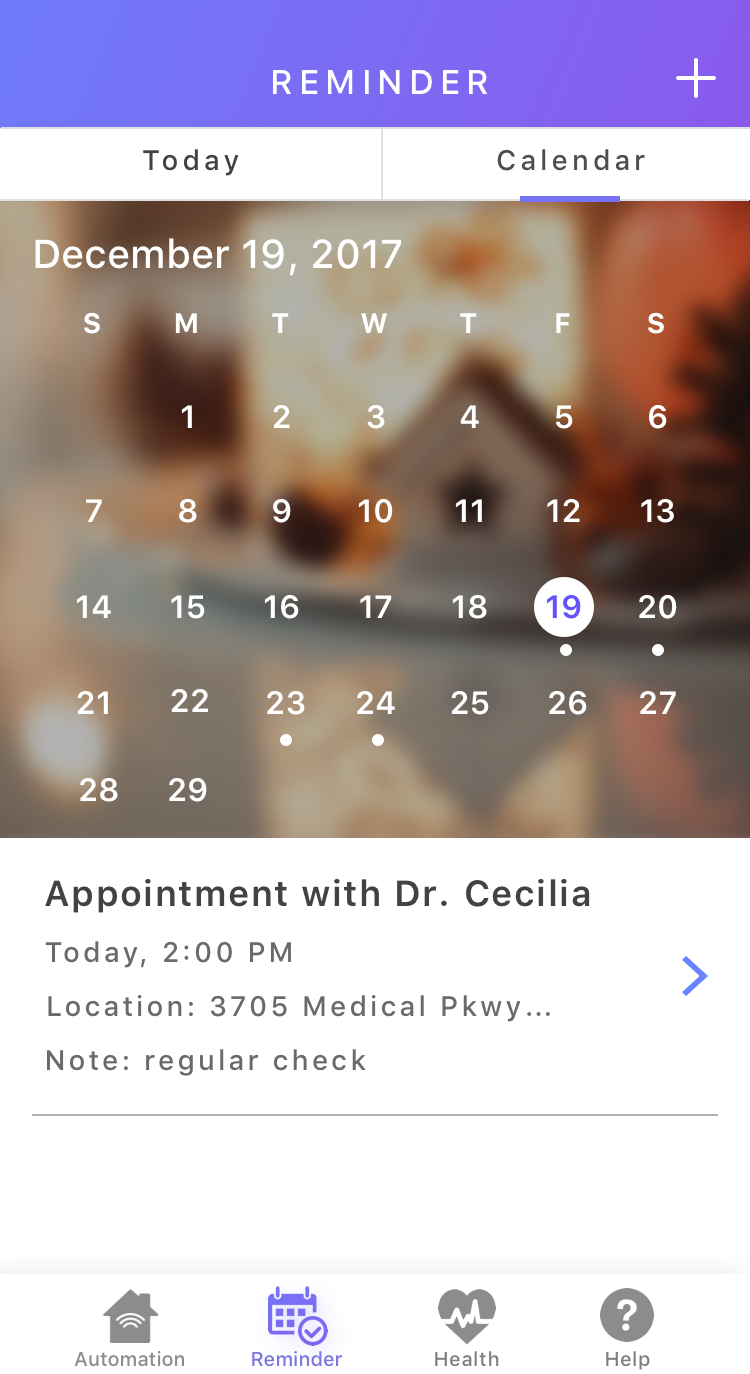 REMINDER
Today Calendar
December 19, 2017
S M T W T F S
1 2 3 4 5 6
7 8 9 10 11 12 13
14 15 16 17 18 19 20
21 22 23 24 25 26 27
28 29
Appointment with Dr. Cecilia
Today, 2:00 PM
Location: 3705 Medical Pkwy...
Note: regular check
Automation Reminder Health Help